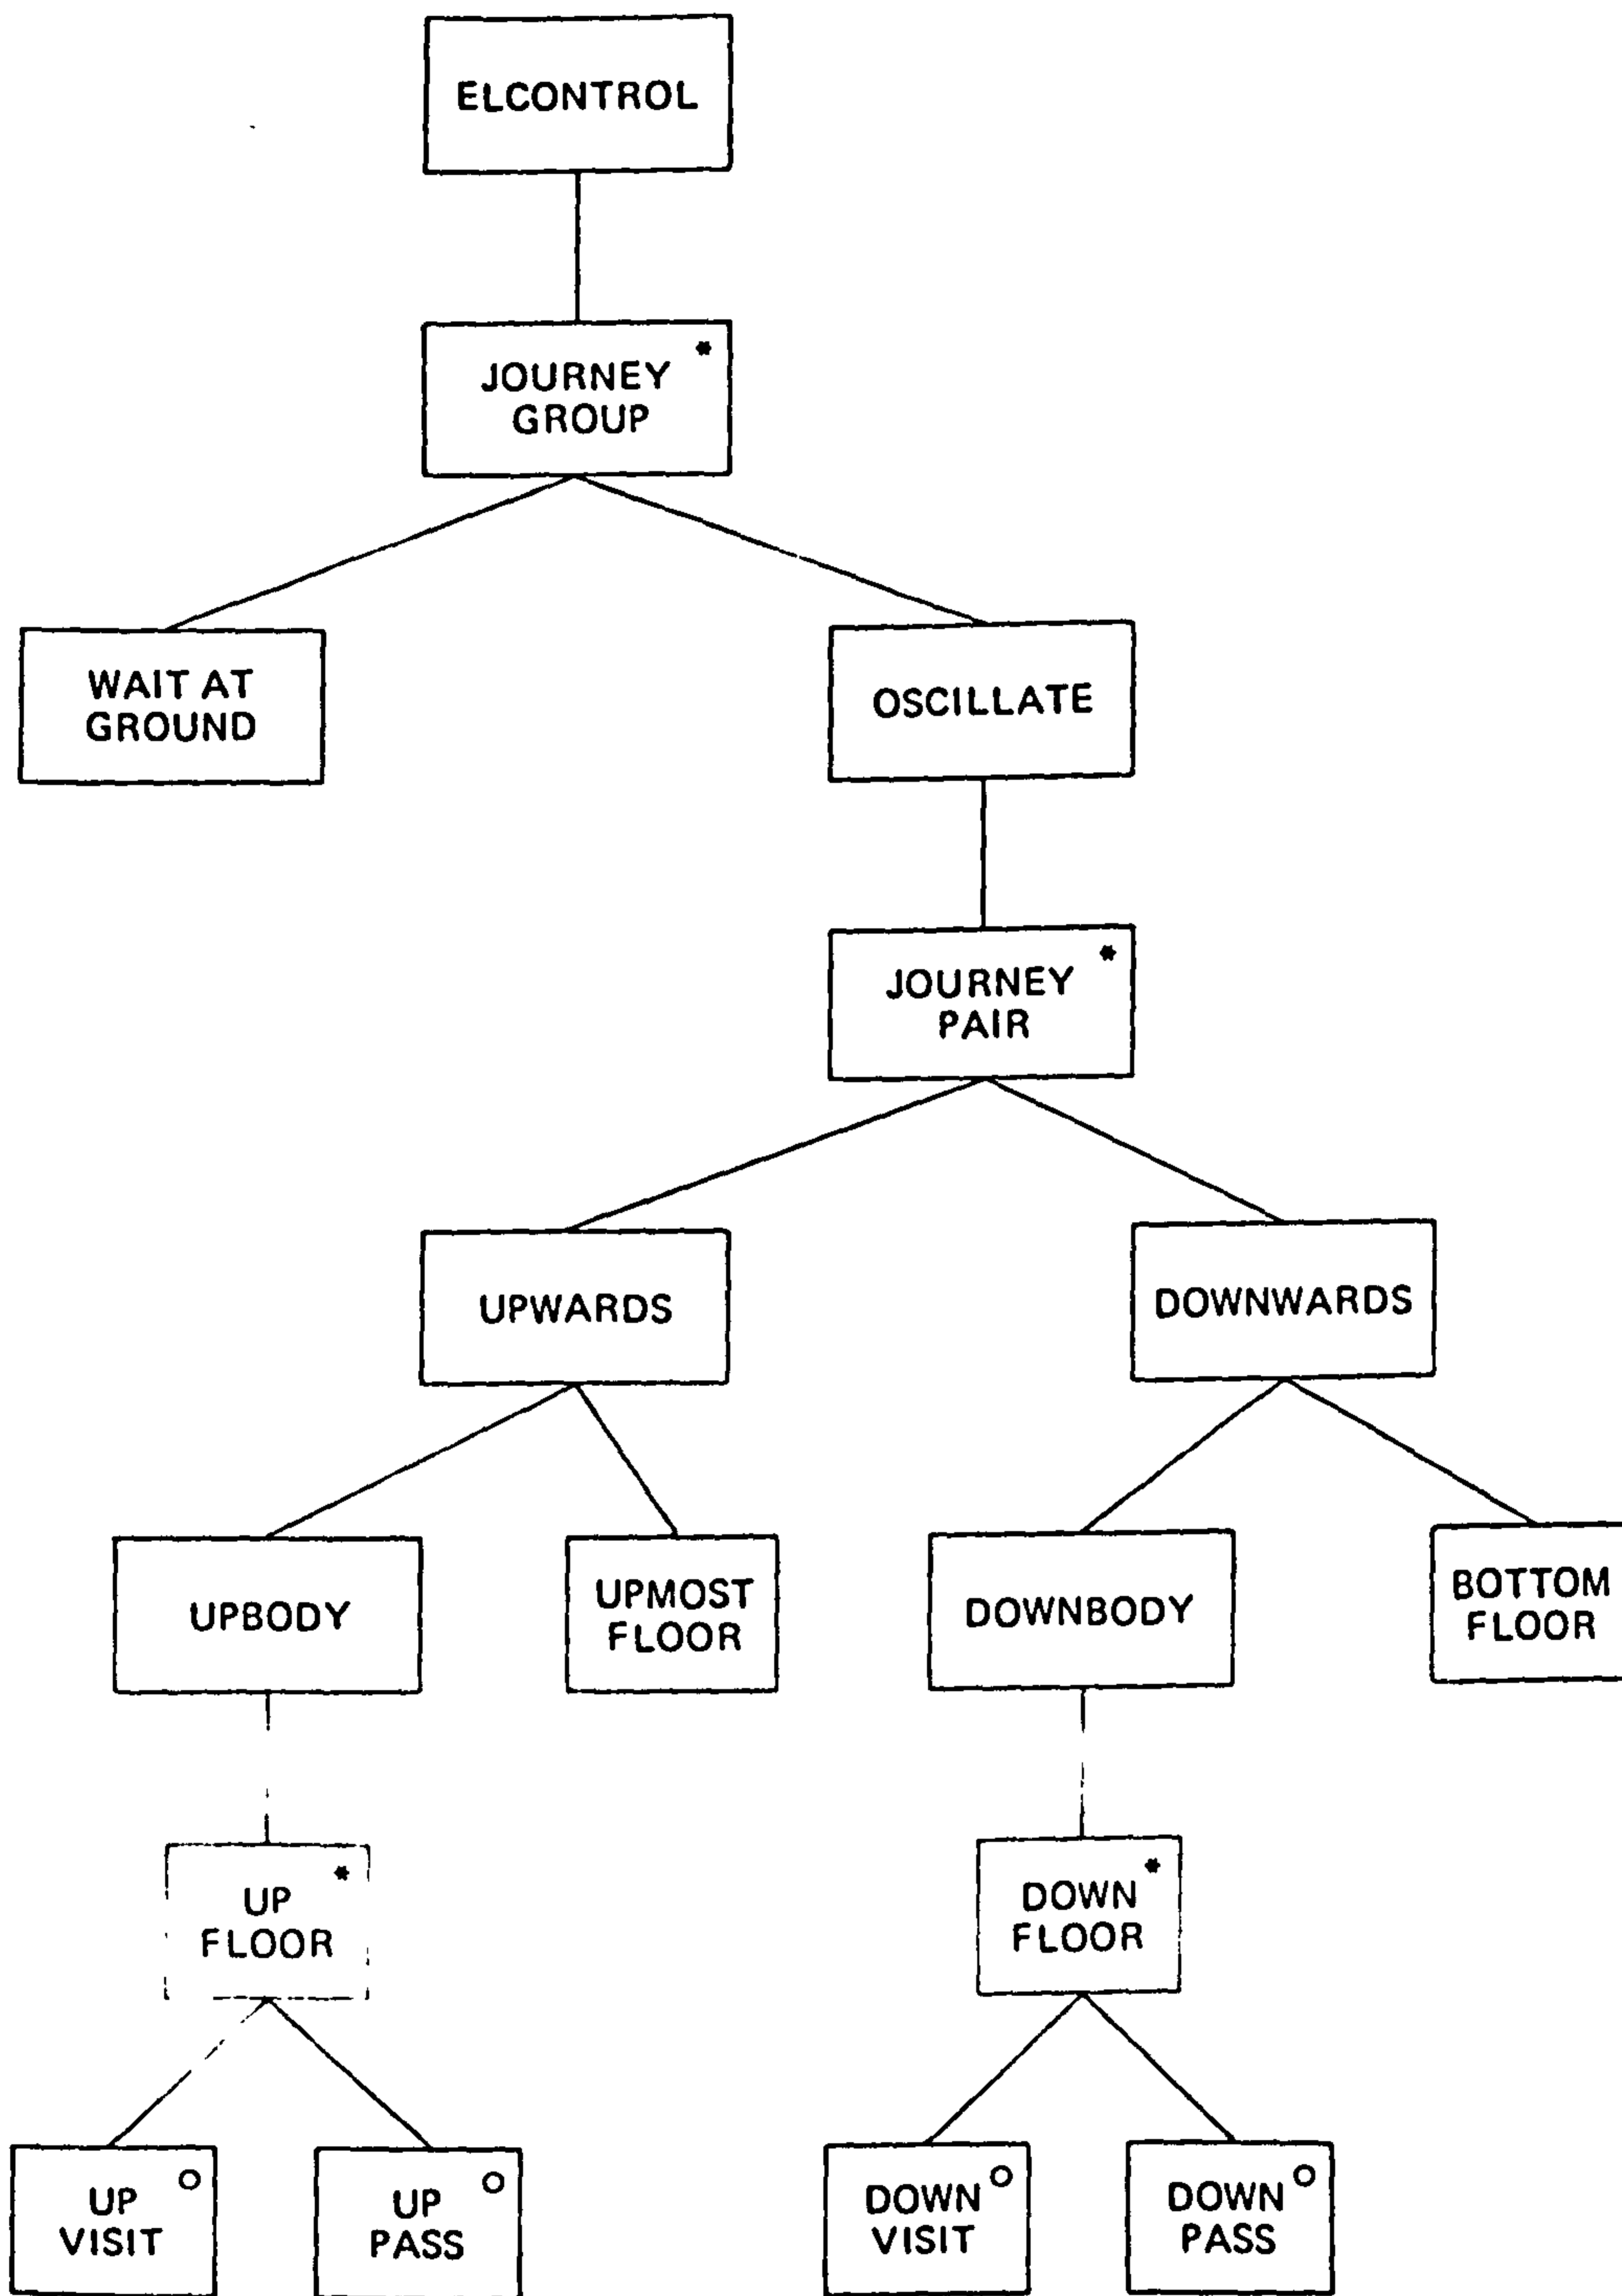 ELCONTROL
JOURNEY *
GROUP
WAIT AT
GROUND
OSCILLATE
JOURNEY *
PAIR
UPWARDS
DOWNWARDS
UPBODY
UPMOST
FLOOR
DOWNBODY
BOTTOM
FLOOR
UP *
FLOOR
DOWN *
FLOOR
UP O
VISIT
UP O
PASS
DOWN O
VISIT
DOWN O
PASS